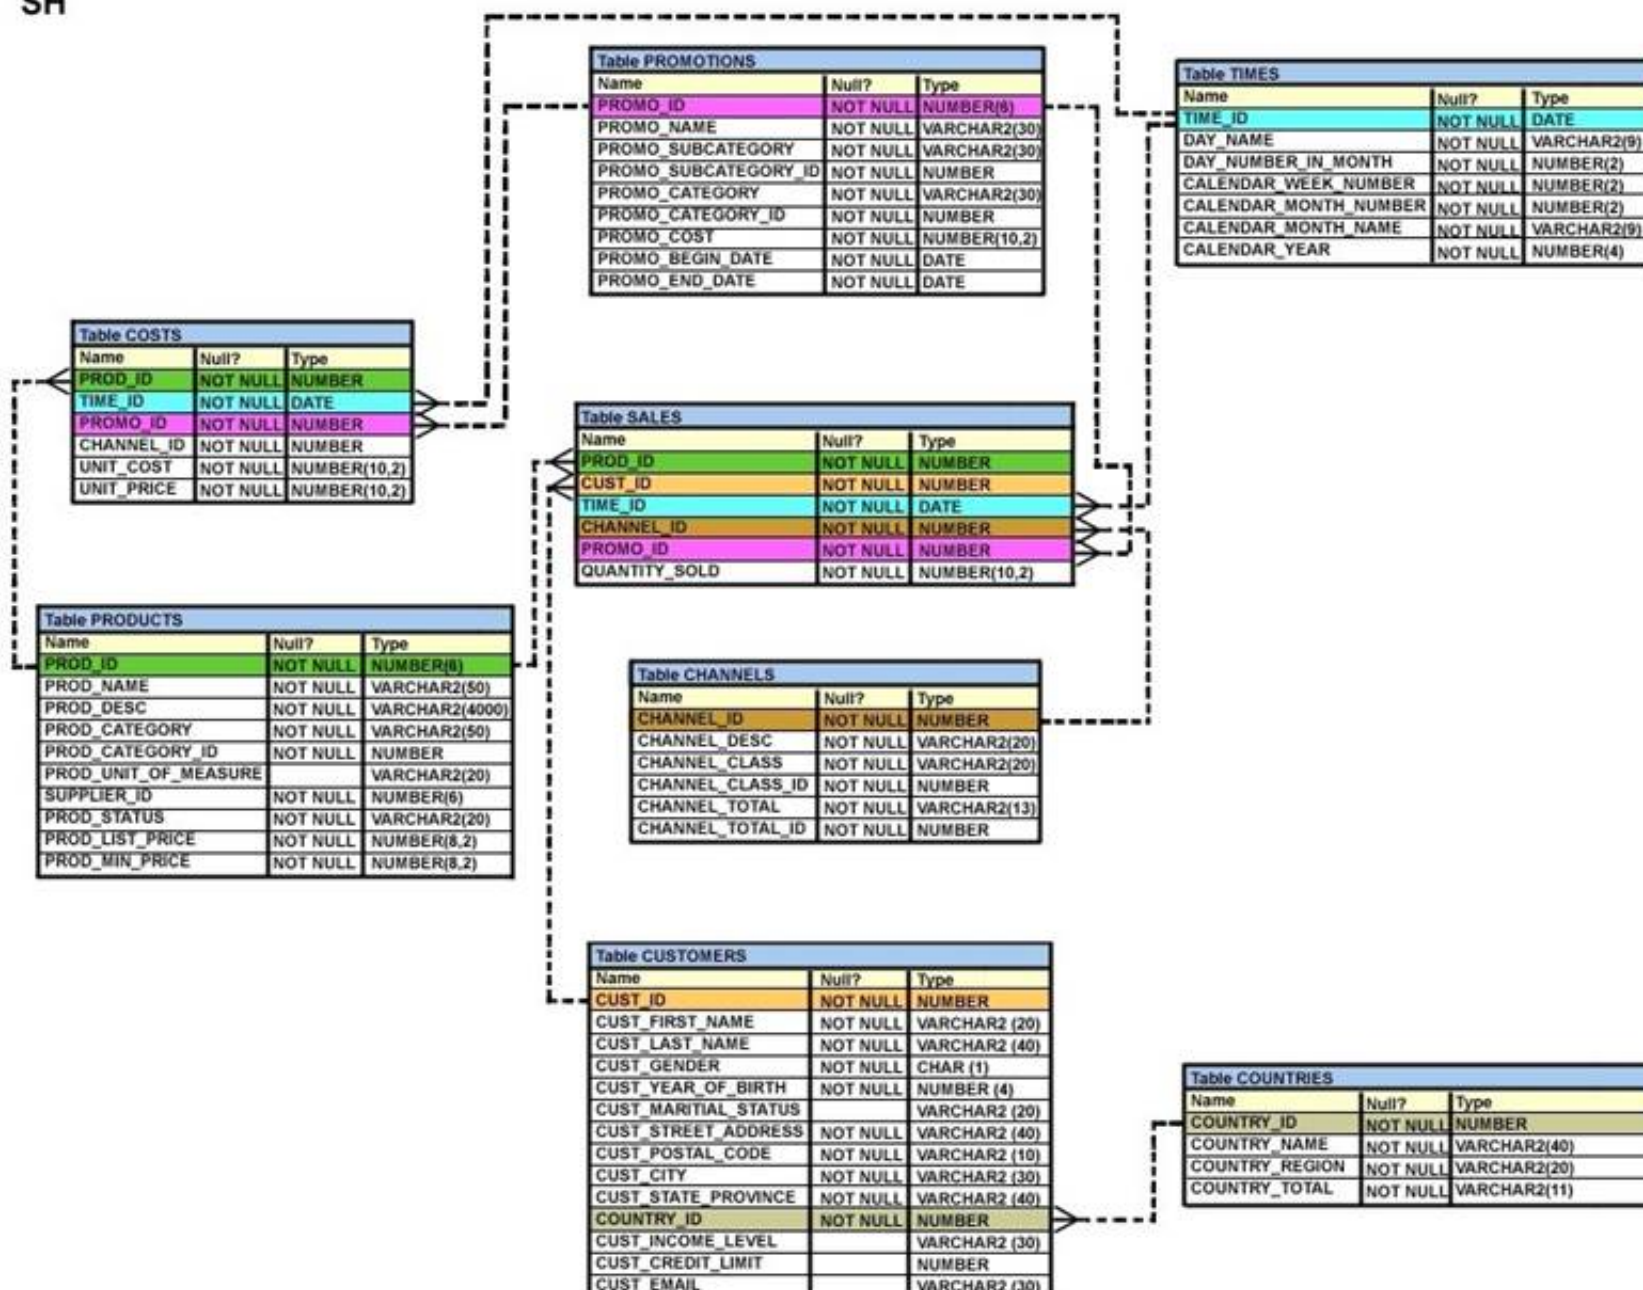 SH
Table PROMOTIONS
Name Null? Type
PROMO_ID NOT NULL NUMBER(6)
PROMO_NAME NOT NULL VARCHAR2(30)
PROMO_SUBCATEGORY NOT NULL VARCHAR2(30)
PROMO_SUBCATEGORY_ID NOT NULL NUMBER
PROMO_CATEGORY NOT NULL VARCHAR2(30)
PROMO_CATEGORY_ID NOT NULL NUMBER
PROMO_COST NOT NULL NUMBER(10,2)
PROMO_BEGIN_DATE NOT NULL DATE
PROMO_END_DATE NOT NULL DATE
Table TIMES
Name Null? Type
TIME_ID NOT NULL DATE
DAY_NAME NOT NULL VARCHAR2(9)
DAY_NUMBER_IN_MONTH NOT NULL NUMBER(2)
CALENDAR_WEEK_NUMBER NOT NULL NUMBER(2)
CALENDAR_MONTH_NUMBER NOT NULL NUMBER(2)
CALENDAR_MONTH_NAME NOT NULL VARCHAR2(9)
CALENDAR_YEAR NOT NULL NUMBER(4)
Table COSTS
Name Null? Type
PROD_ID NOT NULL NUMBER
TIME_ID NOT NULL DATE
PROMO_ID NOT NULL NUMBER
CHANNEL_ID NOT NULL NUMBER
UNIT_COST NOT NULL NUMBER(10,2)
UNIT_PRICE NOT NULL NUMBER(10,2)
Table SALES
Name Null? Type
PROD_ID NOT NULL NUMBER
CUST_ID NOT NULL NUMBER
TIME_ID NOT NULL DATE
CHANNEL_ID NOT NULL NUMBER
PROMO_ID NOT NULL NUMBER
QUANTITY_SOLD NOT NULL NUMBER(10,2)
Table PRODUCTS
Name Null? Type
PROD_ID NOT NULL NUMBER(6)
PROD_NAME NOT NULL VARCHAR2(50)
PROD_DESC NOT NULL VARCHAR2(4000)
PROD_CATEGORY NOT NULL VARCHAR2(50)
PROD_CATEGORY_ID NOT NULL NUMBER
PROD_UNIT_OF_MEASURE VARCHAR2(20)
SUPPLIER_ID NOT NULL NUMBER(6)
PROD_STATUS NOT NULL VARCHAR2(20)
PROD_LIST_PRICE NOT NULL NUMBER(8,2)
PROD_MIN_PRICE NOT NULL NUMBER(8,2)
Table CHANNELS
Name Null? Type
CHANNEL_ID NOT NULL NUMBER
CHANNEL_DESC NOT NULL VARCHAR2(20)
CHANNEL_CLASS NOT NULL VARCHAR2(20)
CHANNEL_CLASS_ID NOT NULL NUMBER
CHANNEL_TOTAL NOT NULL VARCHAR2(13)
CHANNEL_TOTAL_ID NOT NULL NUMBER
Table CUSTOMERS
Name Null? Type
CUST_ID NOT NULL NUMBER
CUST_FIRST_NAME NOT NULL VARCHAR2 (20)
CUST_LAST_NAME NOT NULL VARCHAR2 (40)
CUST_GENDER NOT NULL CHAR (1)
CUST_YEAR_OF_BIRTH NOT NULL NUMBER (4)
CUST_MARITIAL_STATUS VARCHAR2 (20)
CUST_STREET_ADDRESS NOT NULL VARCHAR2 (40)
CUST_POSTAL_CODE NOT NULL VARCHAR2 (10)
CUST_CITY NOT NULL VARCHAR2 (30)
CUST_STATE_PROVINCE NOT NULL VARCHAR2 (40)
COUNTRY_ID NOT NULL NUMBER
CUST_INCOME_LEVEL VARCHAR2 (30)
CUST_CREDIT_LIMIT NUMBER
CUST_EMAIL VARCHAR2 (30)
Table COUNTRIES
Name Null? Type
COUNTRY_ID NOT NULL NUMBER
COUNTRY_NAME NOT NULL VARCHAR2(40)
COUNTRY_REGION NOT NULL VARCHAR2(20)
COUNTRY_TOTAL NOT NULL VARCHAR2(11)